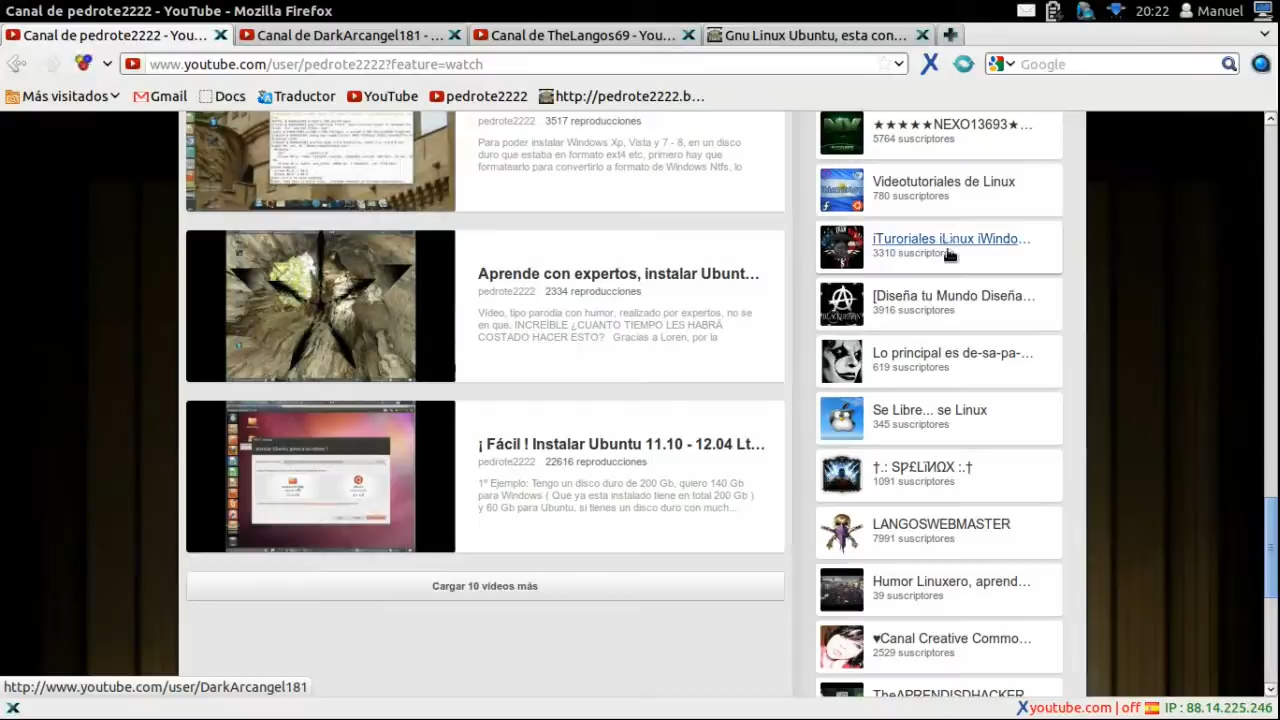 Canal de pedrote2222 - YouTube - Mozilla Firefox
20:22 Manuel
Canal de pedrote2222 - You... Canal de DarkArcangel181 - ... Canal de TheLangos69 - You... Gnu Linux Ubuntu, esta con...
www.youtube.com/user/pedrote2222?feature=watch Google
Más visitados Gmail Docs Traductor YouTube pedrote2222 http://pedrote2222.b...
pedrote2222 3517 reproducciones
Para poder instalar Windows Xp, Vista y 7 - 8, en un disco
duro que estaba en formato ext4 etc, primero hay que
formatearlo para convertirlo a formato de Windows Ntfs, lo
Aprende con expertos, instalar Ubunt...
pedrote2222 2334 reproducciones
Vídeo, tipo parodia con humor, realizado por expertos, no se
en que. INCREÍBLE ¿CUANTO TIEMPO LES HABRÁ
COSTADO HACER ESTO? Gracias a Loren, por la
¡ Fácil ! Instalar Ubuntu 11.10 - 12.04 Lt...
pedrote2222 22616 reproducciones
1º Ejemplo: Tengo un disco duro de 200 Gb, quiero 140 Gb
para Windows ( Que ya esta instalado tiene en total 200 Gb )
y 60 Gb para Ubuntu, si tienes un disco duro con much...
Cargar 10 vídeos más
★★★★★NEXO13693★...
5764 suscriptores
Videotutoriales de Linux
780 suscriptores
iTuroriales iLinux iWindo...
3310 suscriptores
[Diseña tu Mundo Diseña...
3916 suscriptores
Lo principal es de-sa-pa-...
619 suscriptores
Se Libre... se Linux
345 suscriptores
†.: SƤ£LïИΩX :.†
1091 suscriptores
LANGOSWEBMASTER
7991 suscriptores
Humor Linuxero, aprend...
39 suscriptores
♥Canal Creative Commo...
2529 suscriptores
TheAPRENDISDHACKER
http://www.youtube.com/user/DarkArcangel181
youtube.com | off IP : 88.14.225.246